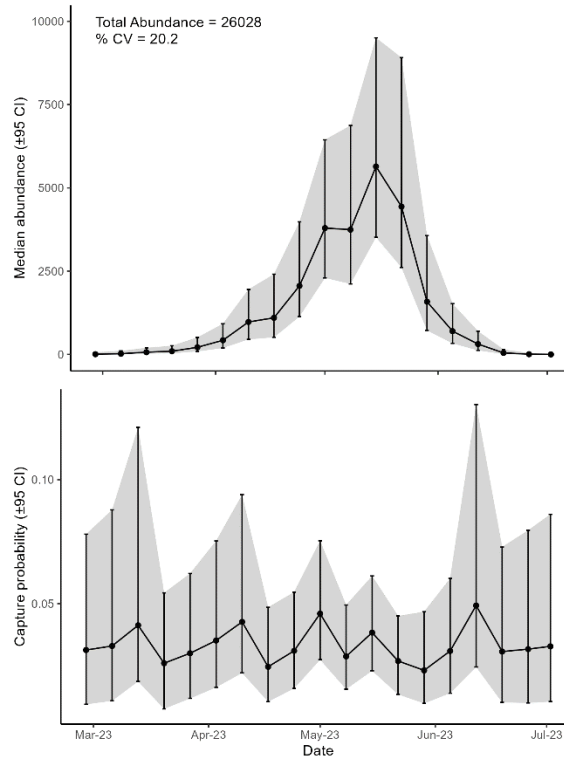 Total Abundance = 26028
% CV = 20.2
Median abundance (±95 CI)
10000
7500
5000
2500
0
Capture probability (±95 CI)
0.10
0.05
Mar-23 Apr-23 May-23 Jun-23 Jul-23
Date